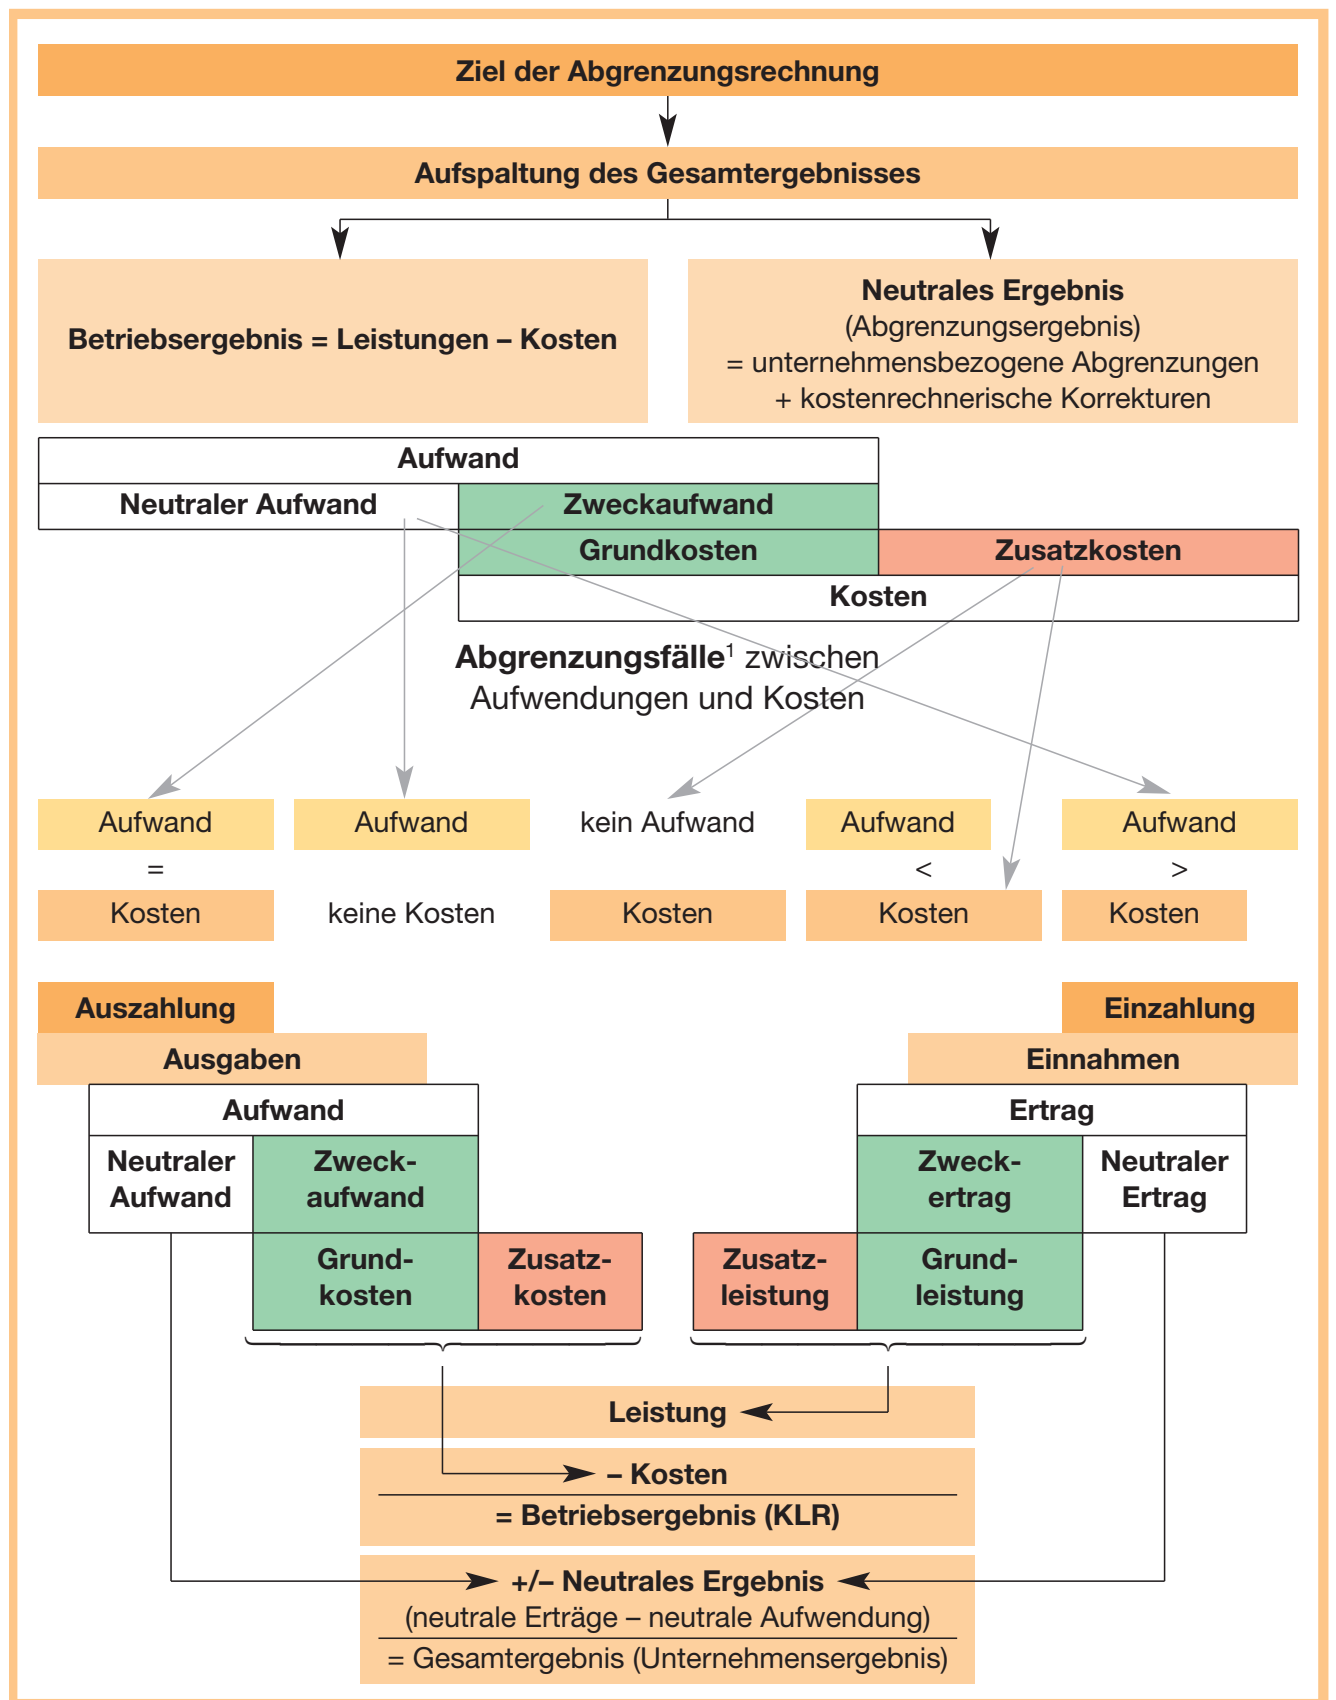 Ziel der Abgrenzungsrechnung
Aufspaltung des Gesamtergebnisses
Betriebsergebnis = Leistungen – Kosten
Neutrales Ergebnis
(Abgrenzungsergebnis)
= unternehmensbezogene Abgrenzungen
+ kostenrechnerische Korrekturen
Aufwand
Neutraler Aufwand
Zweckaufwand
Grundkosten
Zusatzkosten
Kosten
Abgrenzungsfälle¹ zwischen
Aufwendungen und Kosten
Aufwand
=
Kosten
Aufwand
keine Kosten
kein Aufwand
Kosten
Aufwand
<
Kosten
Aufwand
>
Kosten
Auszahlung
Ausgaben
Aufwand
Neutraler
Aufwand
Zweck-
aufwand
Grund-
kosten
Zusatz-
kosten
Einzahlung
Einnahmen
Ertrag
Zweck-
ertrag
Neutraler
Ertrag
Zusatz-
leistung
Grund-
leistung
Leistung
– Kosten
= Betriebsergebnis (KLR)
+/– Neutrales Ergebnis
(neutrale Erträge – neutrale Aufwendung)
= Gesamtergebnis (Unternehmensergebnis)